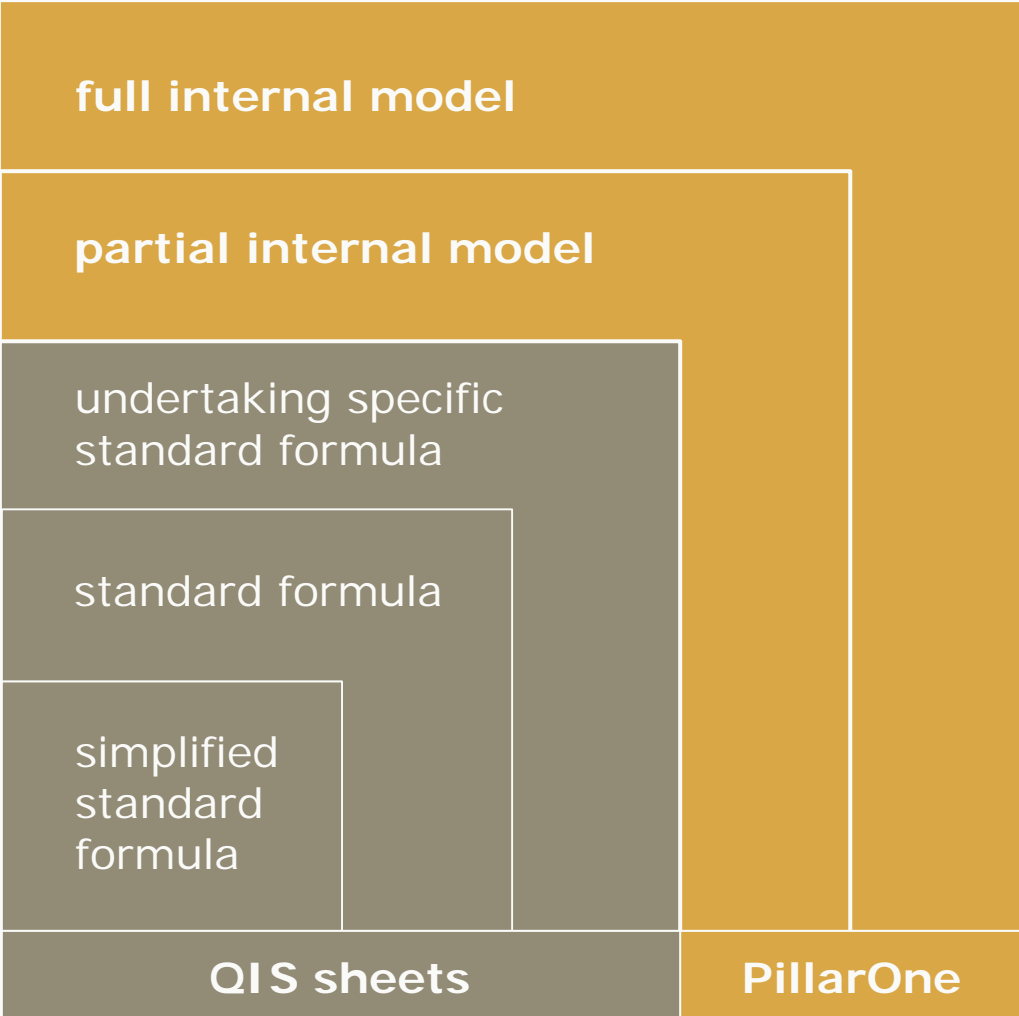 full internal model
partial internal model
undertaking specific
standard formula
standard formula
simplified
standard
formula
QIS sheets
PillarOne